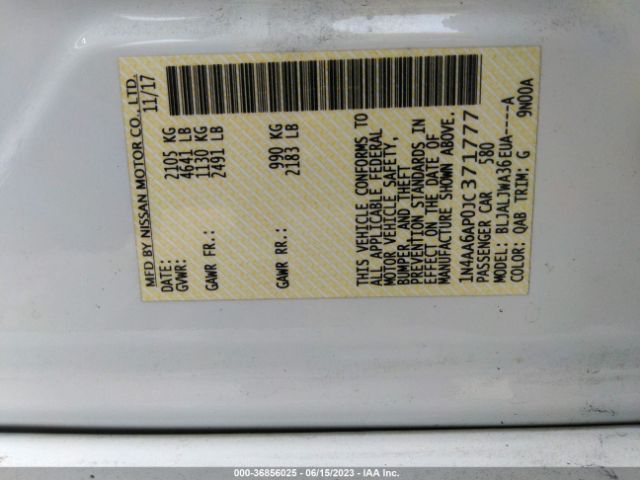 MFD BY NISSAN MOTOR CO., LTD.
DATE: 11/17
GVWR: 2105 KG
4641 LB
GAWR FR: 1130 KG
2491 LB
GAWR RR: 990 KG
2183 LB
THIS VEHICLE CONFORMS TO
ALL APPLICABLE FEDERAL
MOTOR VEHICLE SAFETY,
BUMPER, AND THEFT
PREVENTION STANDARDS IN
EFFECT ON THE DATE OF
MANUFACTURE SHOWN ABOVE.
1N4AA6AP0JC371777
PASSENGER CAR 580
MODEL: BLJALJWA36EUA----A
COLOR: QAB TRIM: G 9N00A
000-36856025 - 06/15/2023 - IAA Inc.